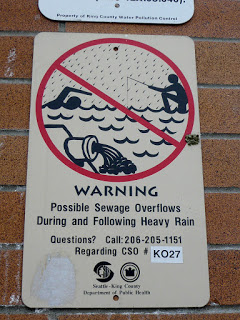 Property of King County Water Pollution Control
WARNING
Possible Sewage Overflows
During and Following Heavy Rain
Questions? Call: 206-205-1151
Regarding CSO # KO27
Seattle-King County
Department of Public Health